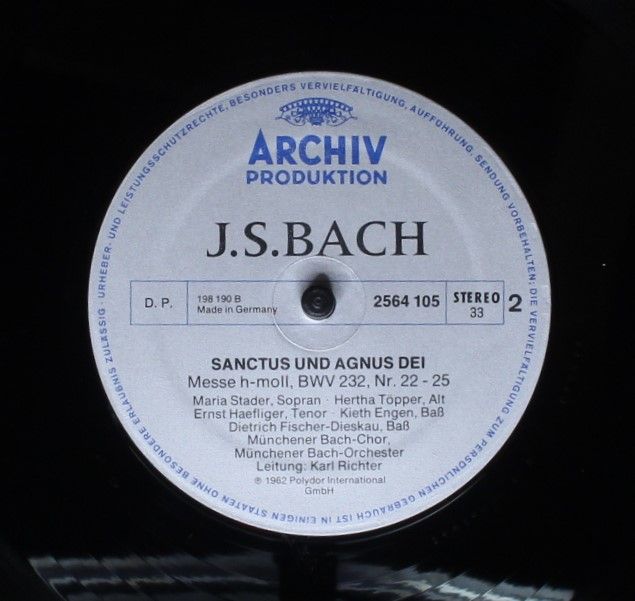 ARCHIV
PRODUKTION
J.S.BACH
D. P.
198 190 B
Made in Germany
2564 105
STEREO
33
2
SANCTUS UND AGNUS DEI
Messe h-moll, BWV 232, Nr. 22 - 25
Maria Stader, Sopran · Hertha Töpper, Alt
Ernst Haefliger, Tenor · Kieth Engen, Baß
Dietrich Fischer-Dieskau, Baß
Münchener Bach-Chor,
Münchener Bach-Orchester
Leitung: Karl Richter
℗ 1962 Polydor International
GmbH
URHEBER- UND LEISTUNGSSCHUTZRECHTE, BESONDERS VERVIELFÄLTIGUNG, AUFFÜHRUNG, SENDUNG VORBEHALTEN; DIE VERVIELFÄLTIGUNG ZUM PERSÖNLICHEN GEBRAUCH IST IN EINIGEN STAATEN OHNE BESONDERE ERLAUBNIS ZULÄSSIG ·